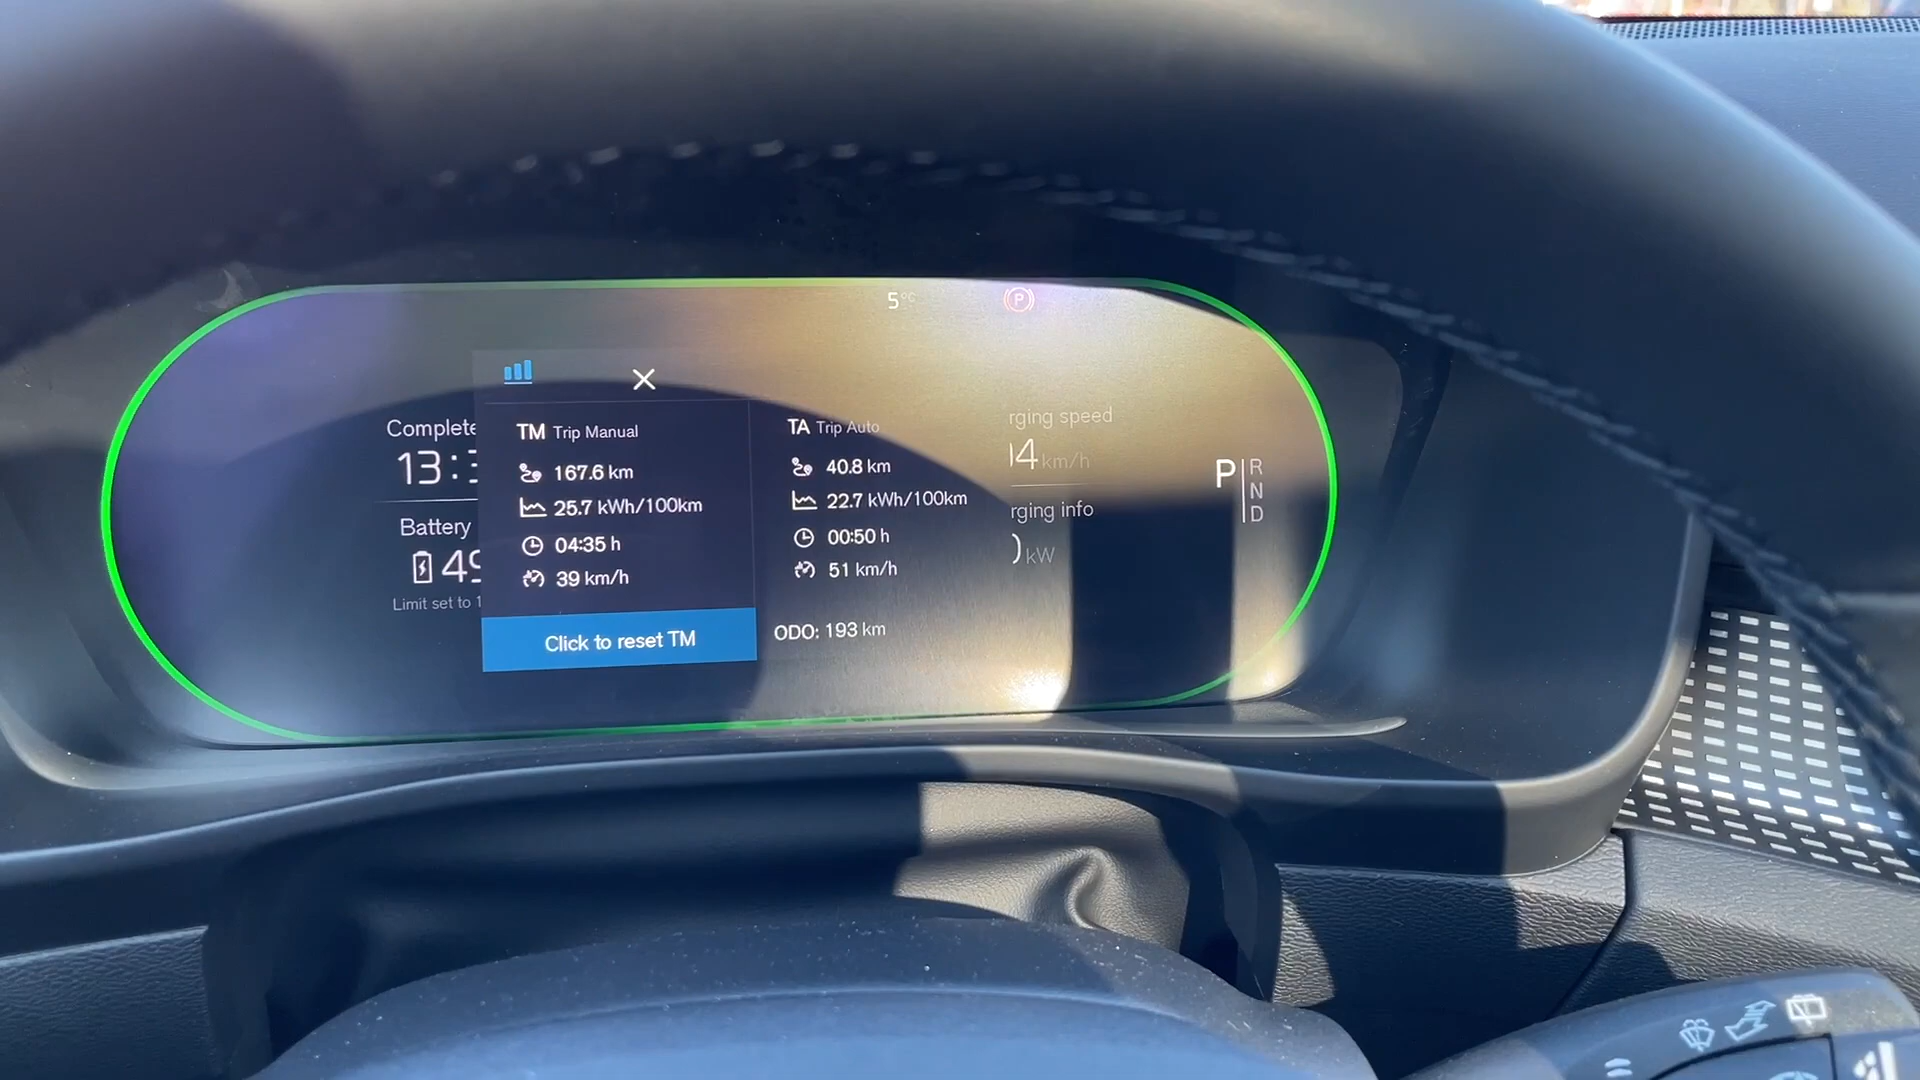 5°C
P
Complete
13:
Battery
49
Limit set to 1
TM Trip Manual
167.6 km
25.7 kWh/100km
04:35 h
39 km/h
Click to reset TM
TA Trip Auto
40.8 km
22.7 kWh/100km
00:50 h
51 km/h
ODO: 193 km
rging speed
4 km/h
rging info
kW
P
R
N
D